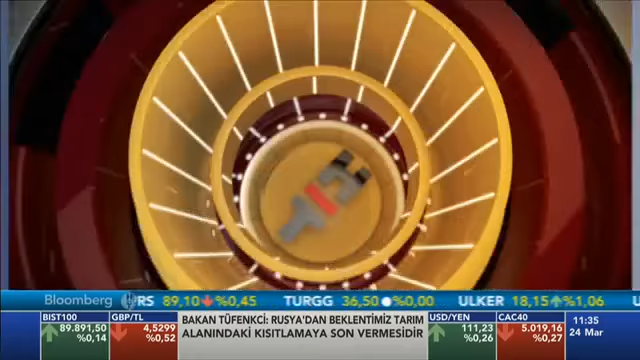 Bloomberg HT RS 89,10 %0,45 TURGG 36,50 %0,00 ULKER 18,15 %1,06
BIST100 89.891,50 %0,14
GBP/TL 4,5299 %0,52
BAKAN TÜFENKCİ: RUSYA'DAN BEKLENTİMİZ TARIM
ALANINDAKİ KISITLAMAYA SON VERMESİDİR
USD/YEN 111,23 %0,26
CAC40 5.019,16 %0,27
11:35
24 Mar